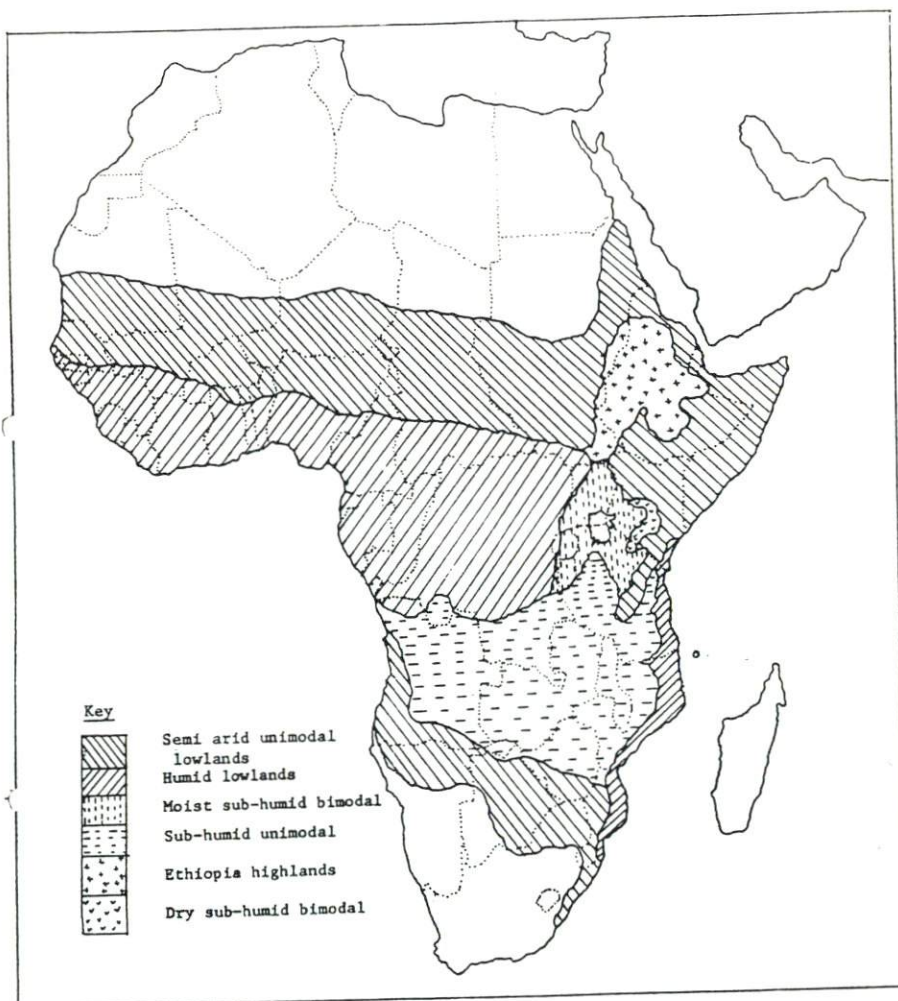 Key
Semi arid unimodal
lowlands
Humid lowlands
Moist sub-humid bimodal
Sub-humid unimodal
Ethiopia highlands
Dry sub-humid bimodal